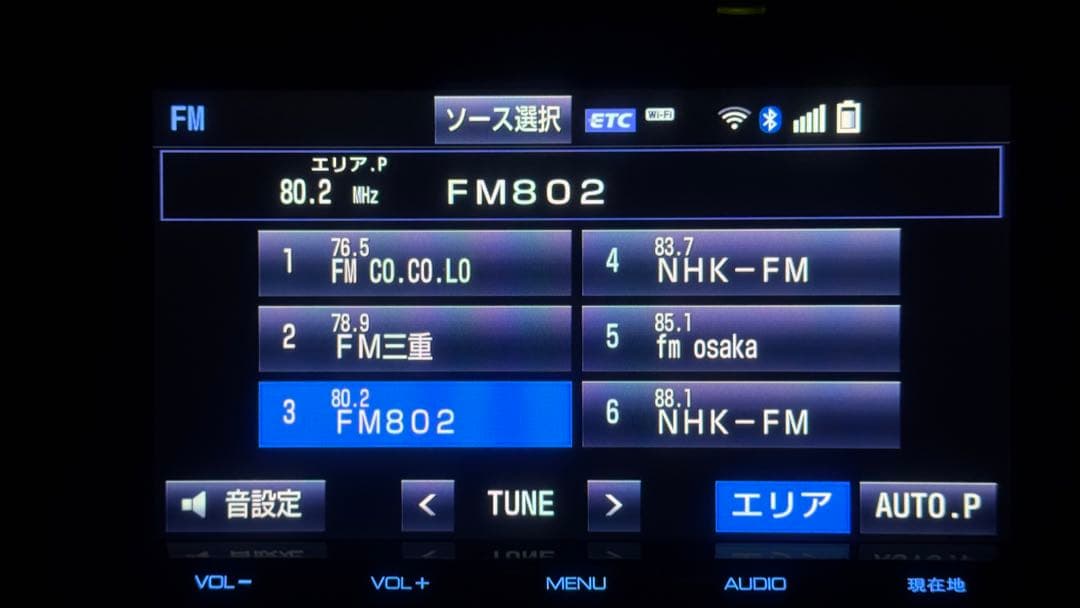 FM
ソース選択
ETC
Wi-Fi
エリア.P
80.2 MHz FM802
1 76.5
FM CO.CO.LO
2 78.9
FM三重
3 80.2
FM802
4 83.7
NHK-FM
5 85.1
fm osaka
6 88.1
NHK-FM
音設定
< TUNE >
エリア
AUTO.P
VOL- VOL+ MENU AUDIO 現在地